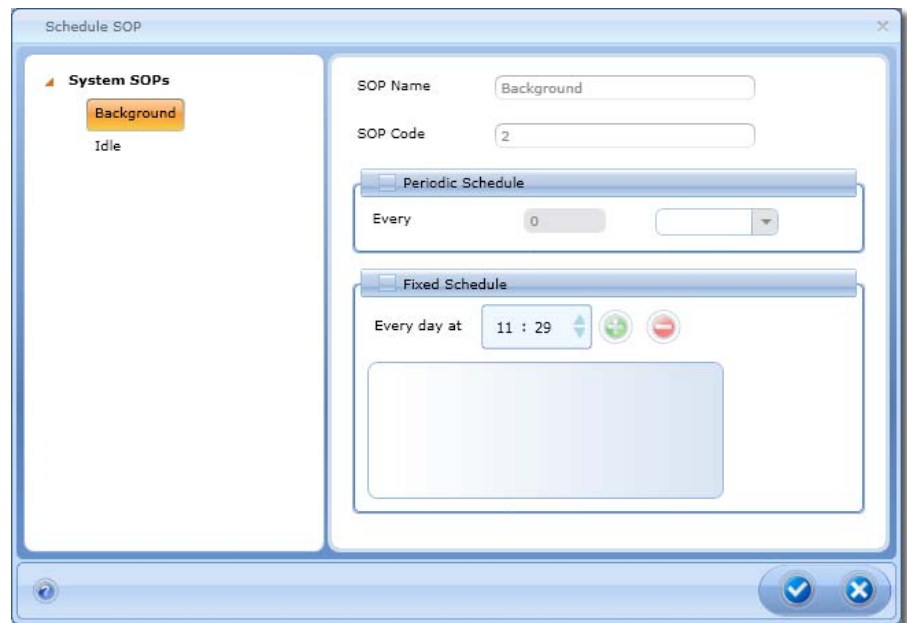 Schedule SOP
System SOPs
Background
Idle
SOP Name Background
SOP Code 2
Periodic Schedule
Every 0
Fixed Schedule
Every day at 11 : 29